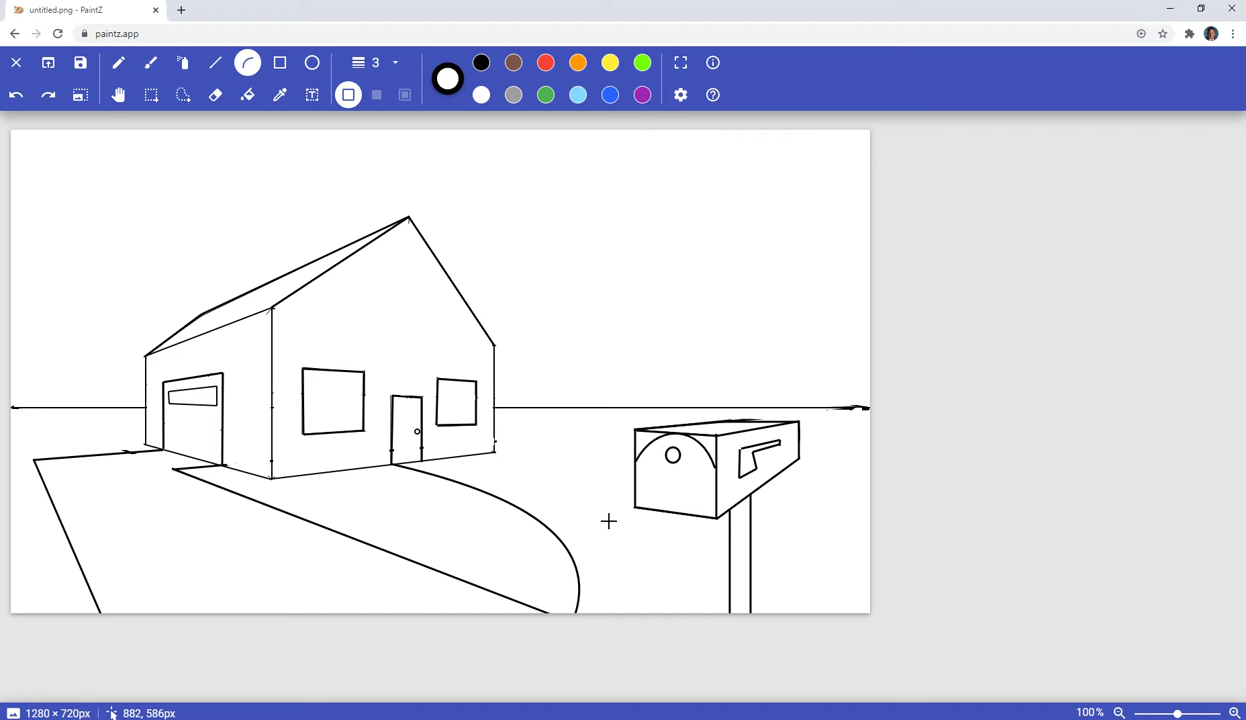 untitled.png - PaintZ
paintz.app
3
1280 × 720px
882, 586px
100%